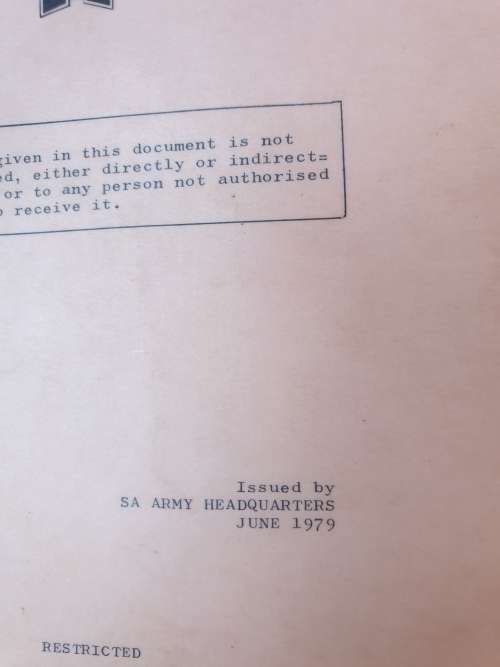 given in this document is not
ed, either directly or indirect=
or to any person not authorised
o receive it.
Issued by
SA ARMY HEADQUARTERS
JUNE 1979
RESTRICTED